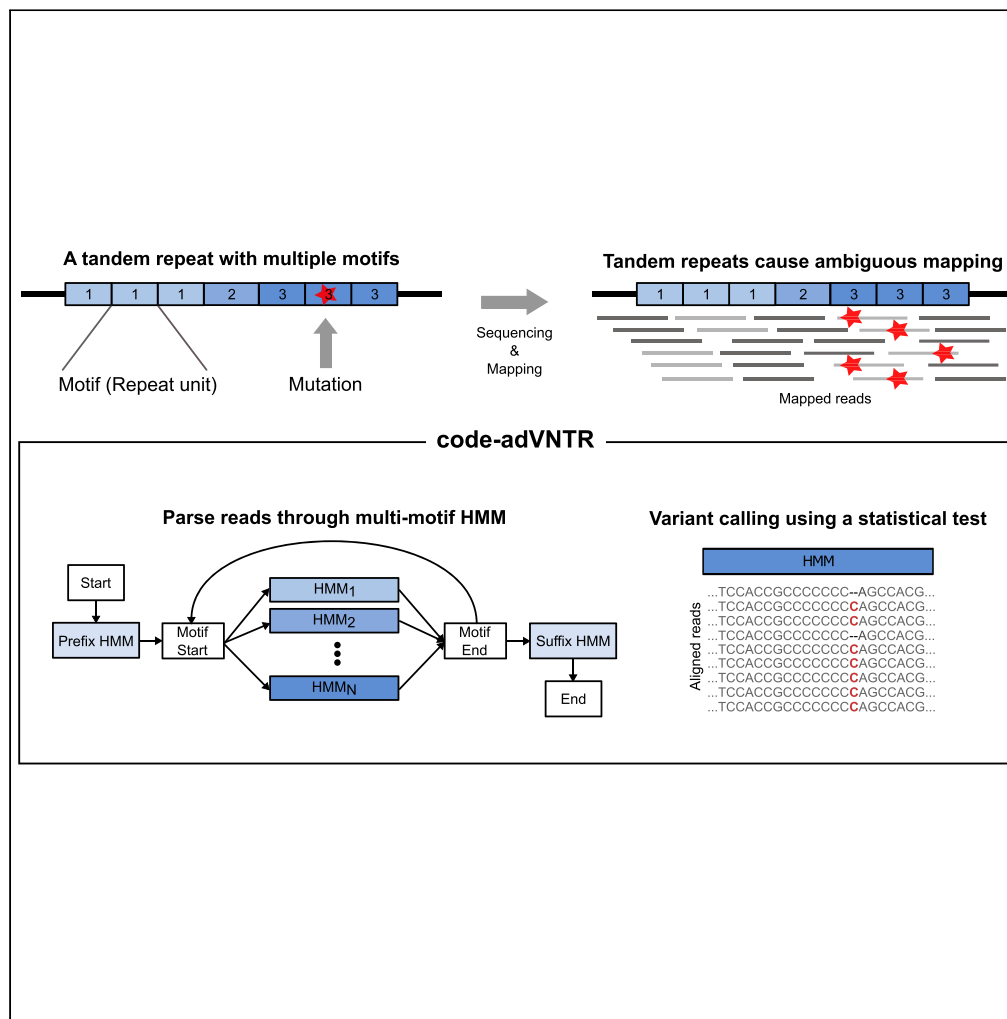 A tandem repeat with multiple motifs
1 1 1 2 3 3 3
Motif (Repeat unit)
Mutation
Sequencing
&
Mapping
Tandem repeats cause ambiguous mapping
1 1 1 2 3 3 3
Mapped reads
code-adVNTR
Parse reads through multi-motif HMM
Start
Prefix HMM
Motif
Start
HMM1
HMM2
HMMN
Motif
End
Suffix HMM
End
Variant calling using a statistical test
HMM
Aligned reads
...TCCACCGCCCCCCC--AGCCACG...
...TCCACCGCCCCCCCCAGCCACG...
...TCCACCGCCCCCCCCAGCCACG...
...TCCACCGCCCCCCC--AGCCACG...
...TCCACCGCCCCCCCCAGCCACG...
...TCCACCGCCCCCCCCAGCCACG...
...TCCACCGCCCCCCCCAGCCACG...
...TCCACCGCCCCCCCCAGCCACG...
...TCCACCGCCCCCCCCAGCCACG...